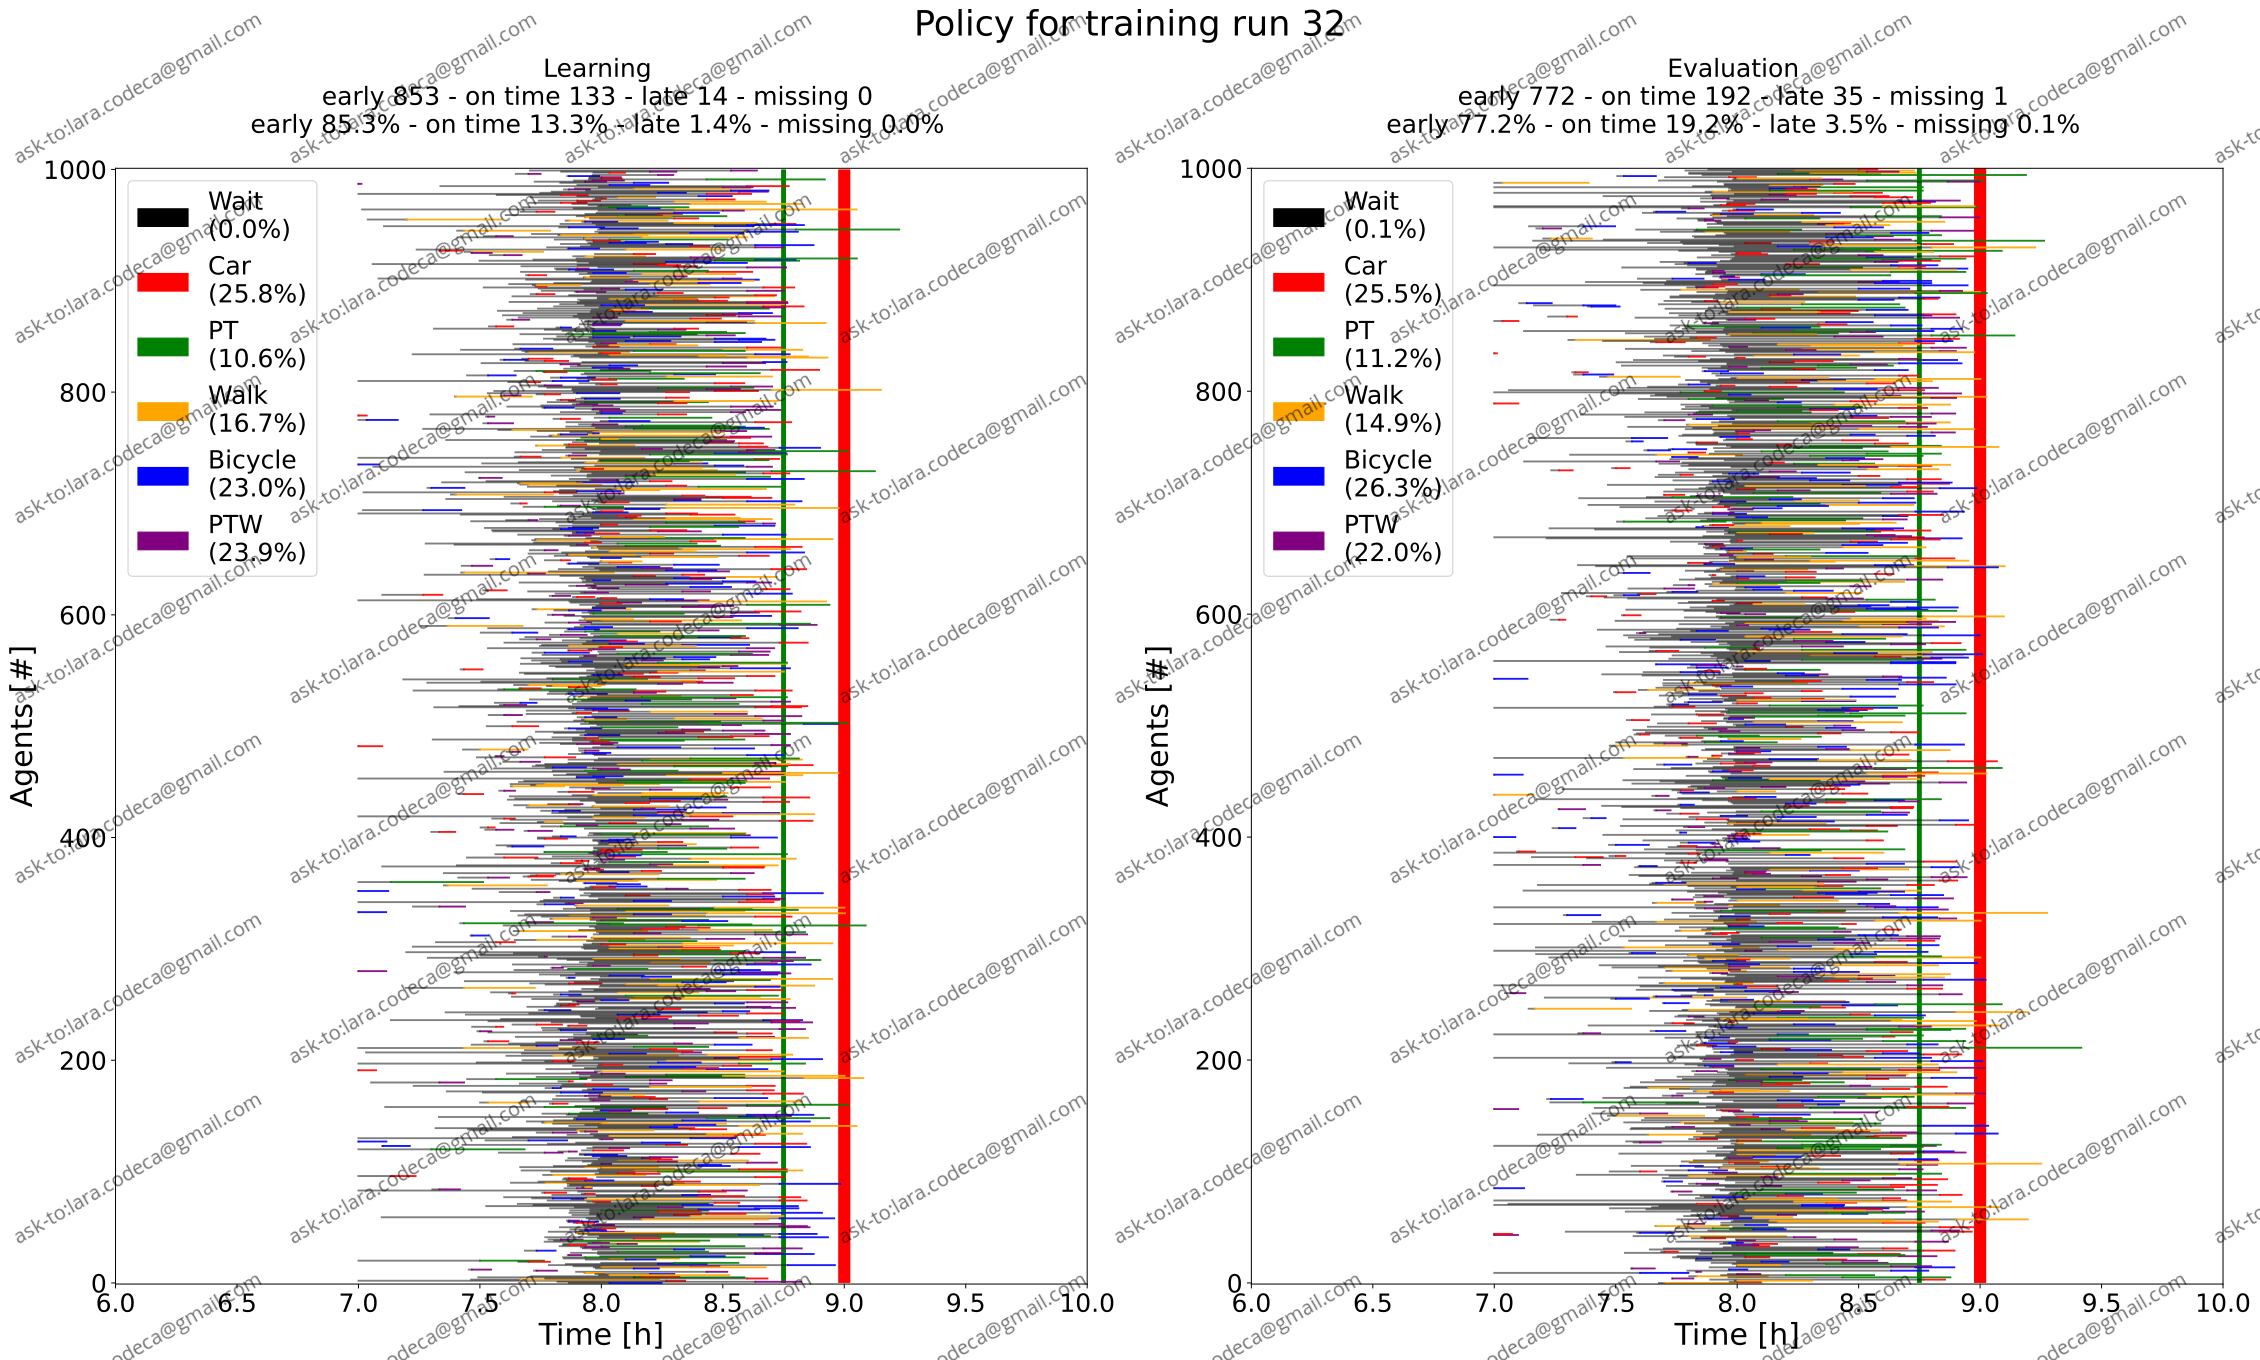 Policy for training run 32
Learning
early 853 - on time 133 - late 14 - missing 0
early 85.3% - on time 13.3% - late 1.4% - missing 0.0%
1000
800
600
400
200
0
Agents [#]
Wait
(0.0%)
Car
(25.8%)
PT
(10.6%)
Walk
(16.7%)
Bicycle
(23.0%)
PTW
(23.9%)
6.0 6.5 7.0 7.5 8.0 8.5 9.0 9.5 10.0
Time [h]
Evaluation
early 772 - on time 192 - late 35 - missing 1
early 77.2% - on time 19.2% - late 3.5% - missing 0.1%
1000
800
600
400
200
0
Agents [#]
Wait
(0.1%)
Car
(25.5%)
PT
(11.2%)
Walk
(14.9%)
Bicycle
(26.3%)
PTW
(22.0%)
6.0 6.5 7.0 7.5 8.0 8.5 9.0 9.5 10.0
Time [h]
ask-to:lara.codeca@gmail.com